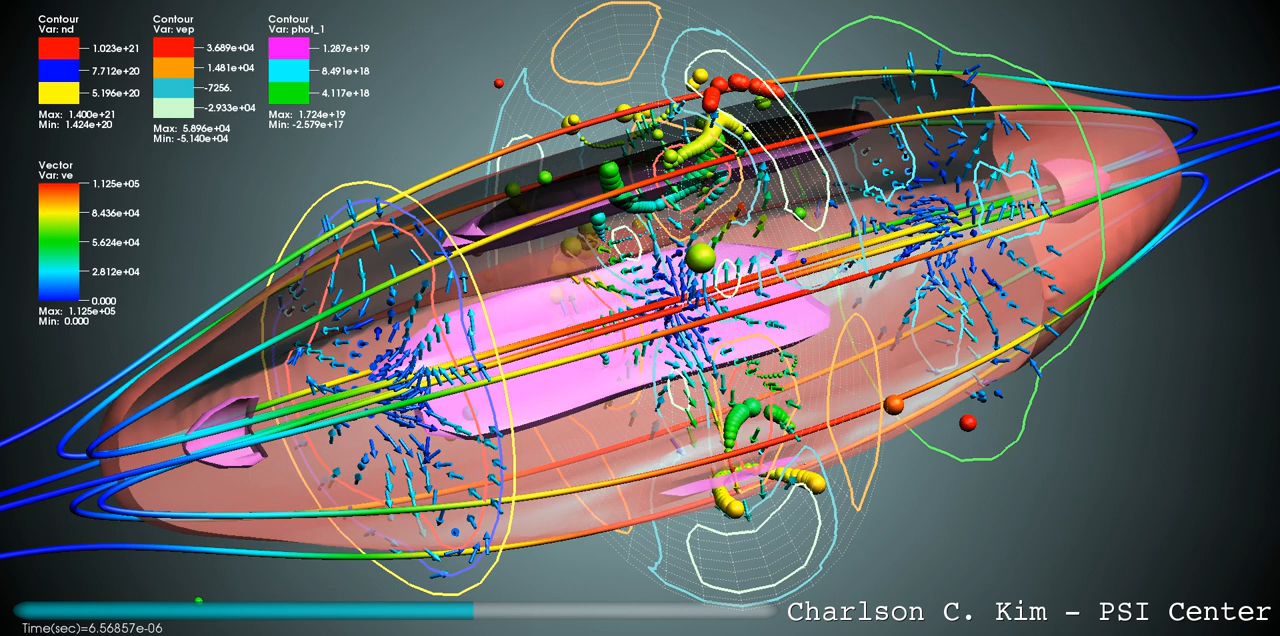 Contour
Var: nd
1.023e+21
7.712e+20
5.196e+20
Max: 1.400e+21
Min: 1.424e+20
Contour
Var: vep
3.689e+04
1.481e+04
-7256.
-2.933e+04
Max: 5.896e+04
Min: -5.140e+04
Contour
Var: phot_1
1.287e+19
8.491e+18
4.117e+18
Max: 1.724e+19
Min: -2.579e+17
Vector
Var: ve
1.125e+05
8.436e+04
5.624e+04
2.812e+04
0.000
Max: 1.125e+05
Min: 0.000
Time(sec)=6.56857e-06
Charlson C. Kim - PSI Center